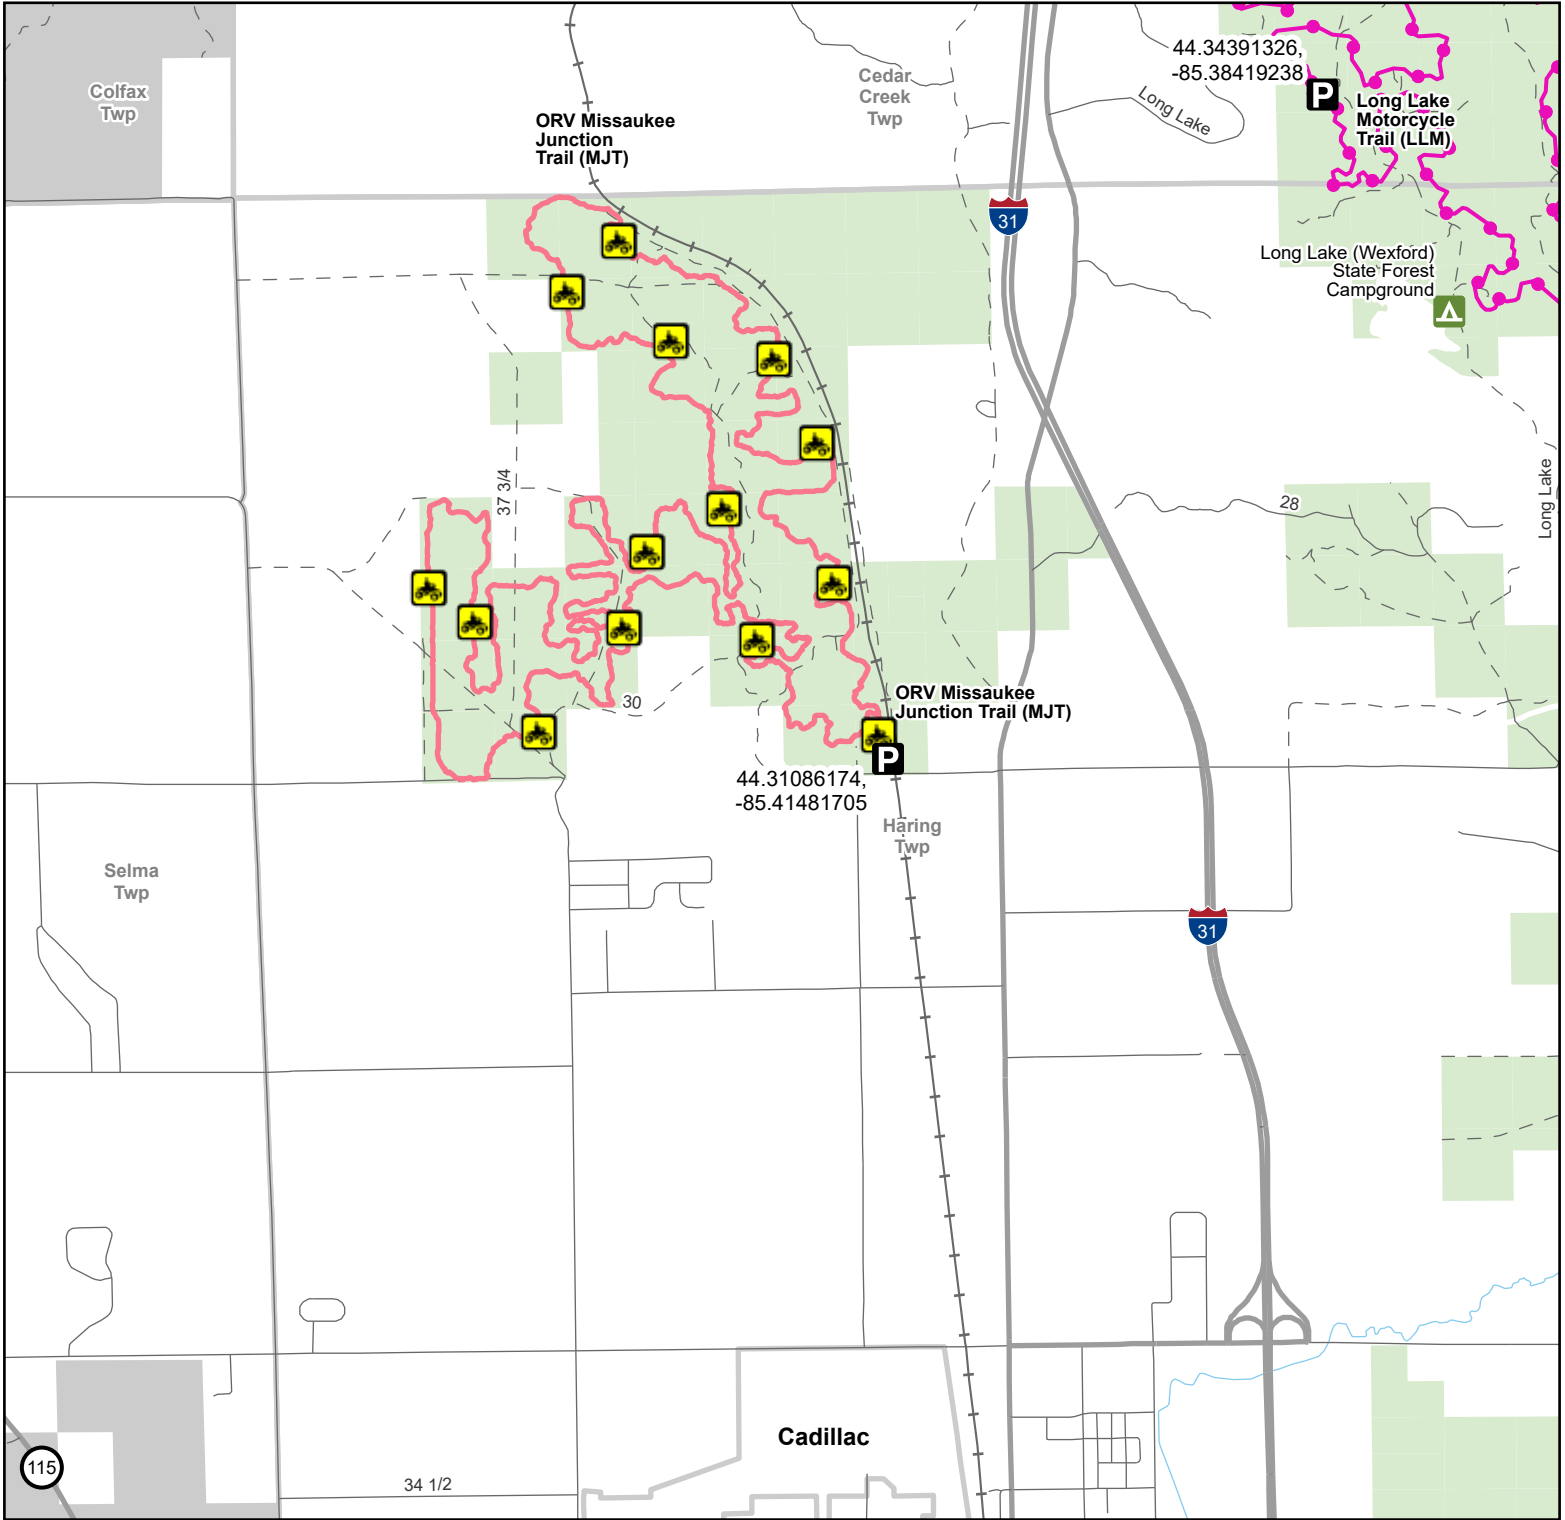 44.34391326,
-85.38419238
P
Long Lake
Motorcycle
Trail (LLM)
Colfax
Twp
Cedar
Creek
Twp
Long Lake
ORV Missaukee
Junction
Trail (MJT)
31
Long Lake (Wexford)
State Forest
Campground
37 3/4
28
Long Lake
30
ORV Missaukee
Junction Trail (MJT)
P
44.31086174,
-85.41481705
Haring
Twp
Selma
Twp
31
Cadillac
115
34 1/2